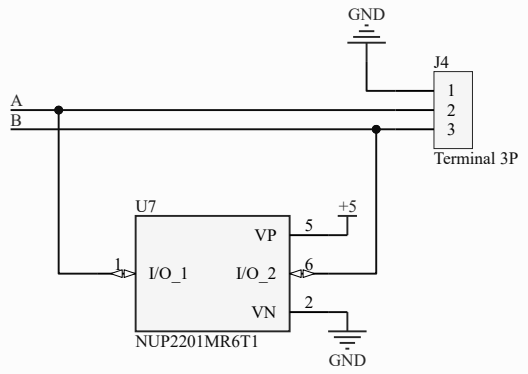 GND
J4
1
A
2
B
3
Terminal 3P
U7
+5
VP
5
1
I/O_1
I/O_2
6
VN
2
NUP2201MR6T1
GND